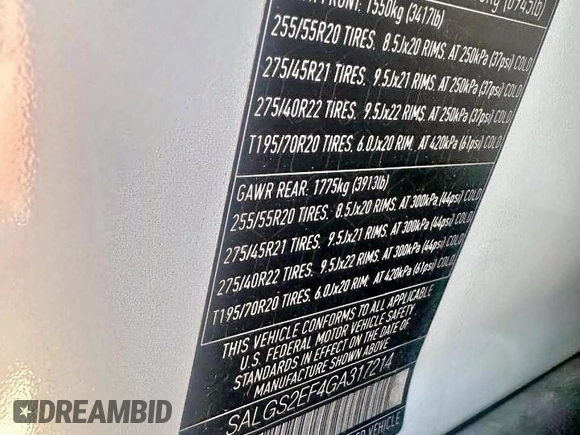 (6945lb)
FRONT: 1550kg (3417lb)
255/55R20 TIRES. 8.5Jx20 RIMS. AT 250kPa (37psi) COLD
275/45R21 TIRES. 9.5Jx21 RIMS. AT 250kPa (37psi) COLD
275/40R22 TIRES. 9.5Jx22 RIMS. AT 250kPa (37psi) COLD
T195/70R20 TIRES. 6.0Jx20 RIM. AT 420kPa (61psi) COLD
GAWR REAR: 1775kg (3913lb)
255/55R20 TIRES. 8.5Jx20 RIMS. AT 300kPa (44psi) COLD
275/45R21 TIRES. 9.5Jx21 RIMS. AT 300kPa (44psi) COLD
275/40R22 TIRES. 9.5Jx22 RIMS. AT 300kPa (44psi) COLD
T195/70R20 TIRES. 6.0Jx20 RIM: AT 420kPa (61psi) COLD
THIS VEHICLE CONFORMS TO ALL APPLICABLE
U.S. FEDERAL MOTOR VEHICLE SAFETY
STANDARDS IN EFFECT ON THE DATE OF
MANUFACTURE SHOWN ABOVE.
SALGS2EF4GA317214
VEHICLE
DREAMBID